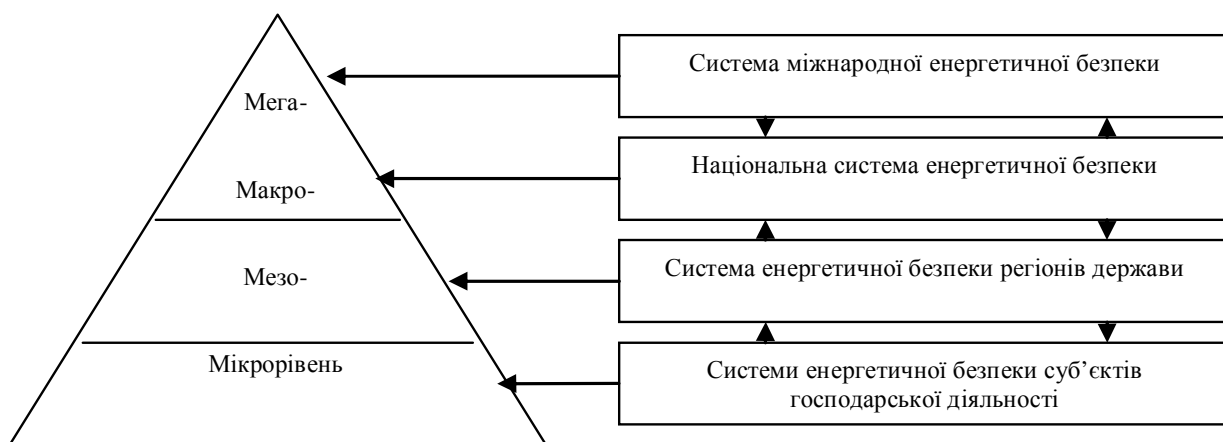 Система міжнародної енергетичної безпеки
Мега-
Національна система енергетичної безпеки
Макро-
Система енергетичної безпеки регіонів держави
Мезо-
Мікрорівень
Системи енергетичної безпеки суб’єктів
господарської діяльності